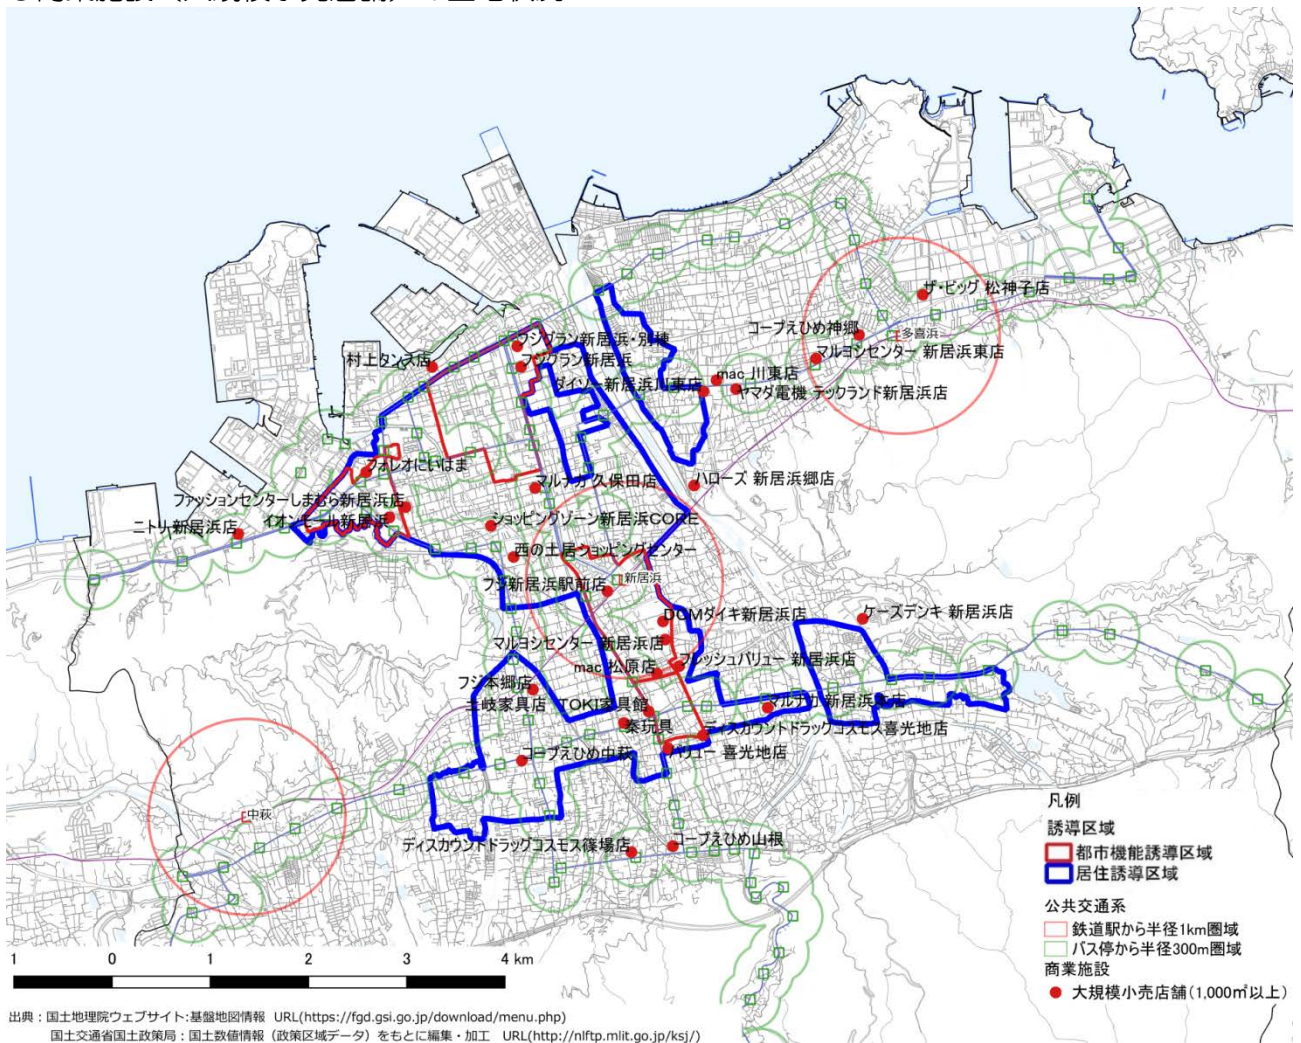 ザ・ビッグ 松神子店
コープえひめ神郷
多喜浜
マルヨシセンター 新居浜東店
フジグラン新居浜・別棟
フジグラン新居浜
村上タンス店
mac 川東店
ダイソー新居浜川東店
ヤマダ電機 テックランド新居浜店
フォレオにいはま
マルナカ 久保田店
ハローズ 新居浜郷店
ファッションセンターしまむら新居浜店
イオンモール新居浜
ニトリ新居浜店
ショッピングゾーン新居浜CORE
西の土居ショッピングセンター
新居浜
フジ新居浜駅前店
DCMダイキ新居浜店
ケーズデンキ 新居浜店
マルヨシセンター 新居浜店
フレッシュバリュー 新居浜店
mac 松原店
フジ本郷店
土岐家具店 TOKI家具館
マルナカ 新居浜本店
秦玩具
ディスカウントドラッグコスモス喜光地店
バリュー 喜光地店
コープえひめ中萩
中萩
ディスカウントドラッグコスモス篠場店
コープえひめ山根
凡例
誘導区域
都市機能誘導区域
居住誘導区域
公共交通系
鉄道駅から半径1km圏域
バス停から半径300m圏域
商業施設
大規模小売店舗(1,000㎡以上)
1 0 1 2 3 4 km
出典：国土地理院ウェブサイト:基盤地図情報 URL(https://fgd.gsi.go.jp/download/menu.php)
国土交通省国土政策局：国土数値情報（政策区域データ）をもとに編集・加工 URL(http://nlftp.mlit.go.jp/ksj/)